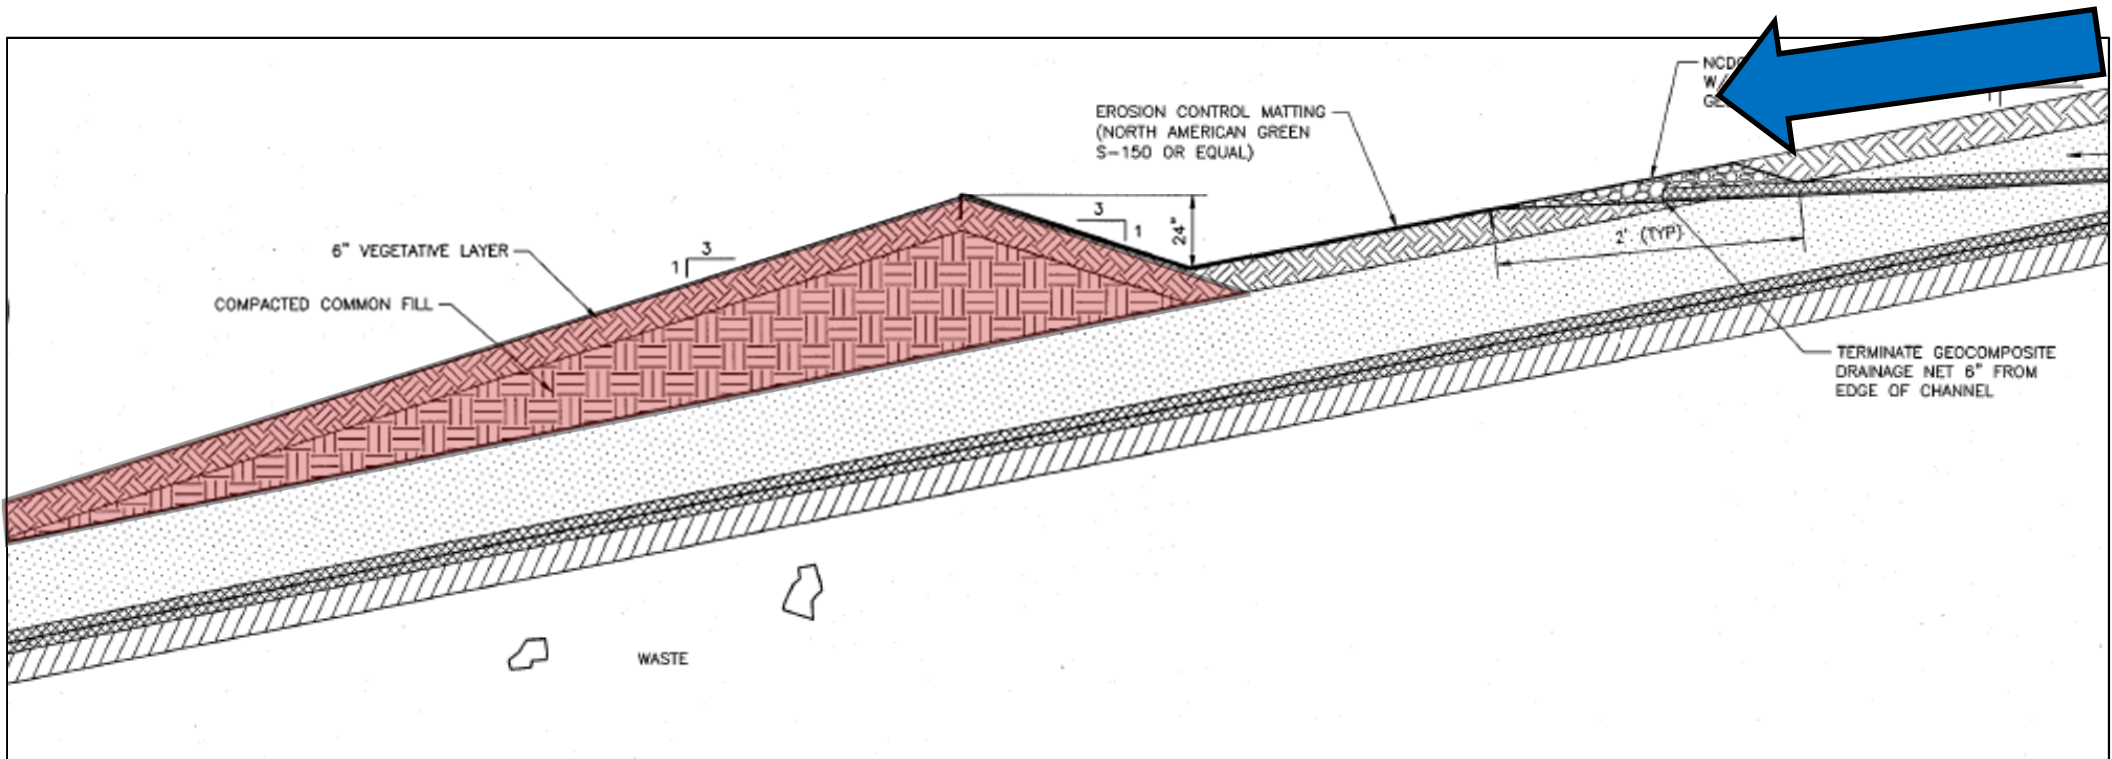 EROSION CONTROL MATTING
(NORTH AMERICAN GREEN
S-150 OR EQUAL)
3
1
24"
6" VEGETATIVE LAYER
3
1
COMPACTED COMMON FILL
2' (TYP)
TERMINATE GEOCOMPOSITE
DRAINAGE NET 6" FROM
EDGE OF CHANNEL
WASTE